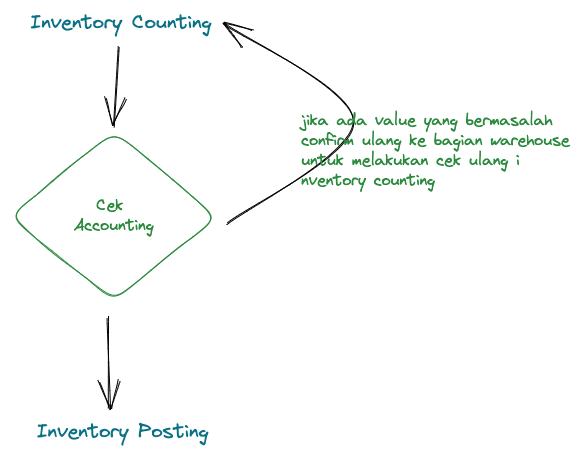 Inventory Counting
jika ada value yang bermasalah
confirm ulang ke bagian warehouse
untuk melakukan cek ulang i
nventory counting
Cek
Accounting
Inventory Posting